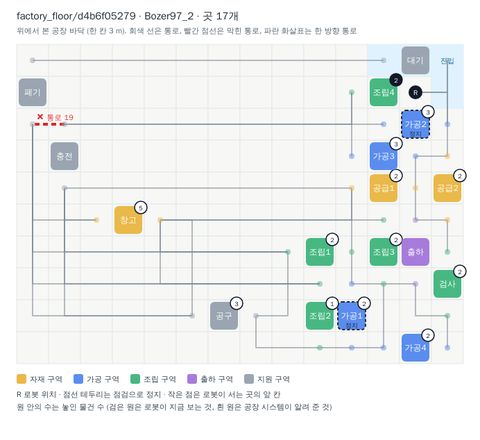 factory_floor/d4b6f05279 · Bozer97_2 · 곳 17개
위에서 본 공장 바닥 (한 칸 3 m). 회색 선은 통로, 빨간 점선은 막힌 통로, 파란 화살표는 한 방향 통로
대기
진입
폐기
조립4
2
R
✕ 통로 19
가공2
3
정지
충전
가공3
3
공급1
2
공급2
2
창고
5
조립1
2
조립3
2
출하
검사
2
공구
3
조립2
1
가공1
2
정지
가공4
2
자재 구역
가공 구역
조립 구역
출하 구역
지원 구역
R 로봇 위치 · 점선 테두리는 점검으로 정지 · 작은 점은 로봇이 서는 곳의 앞 칸
원 안의 수는 놓인 물건 수 (검은 원은 로봇이 지금 보는 것, 흰 원은 공장 시스템이 알려 준 것)